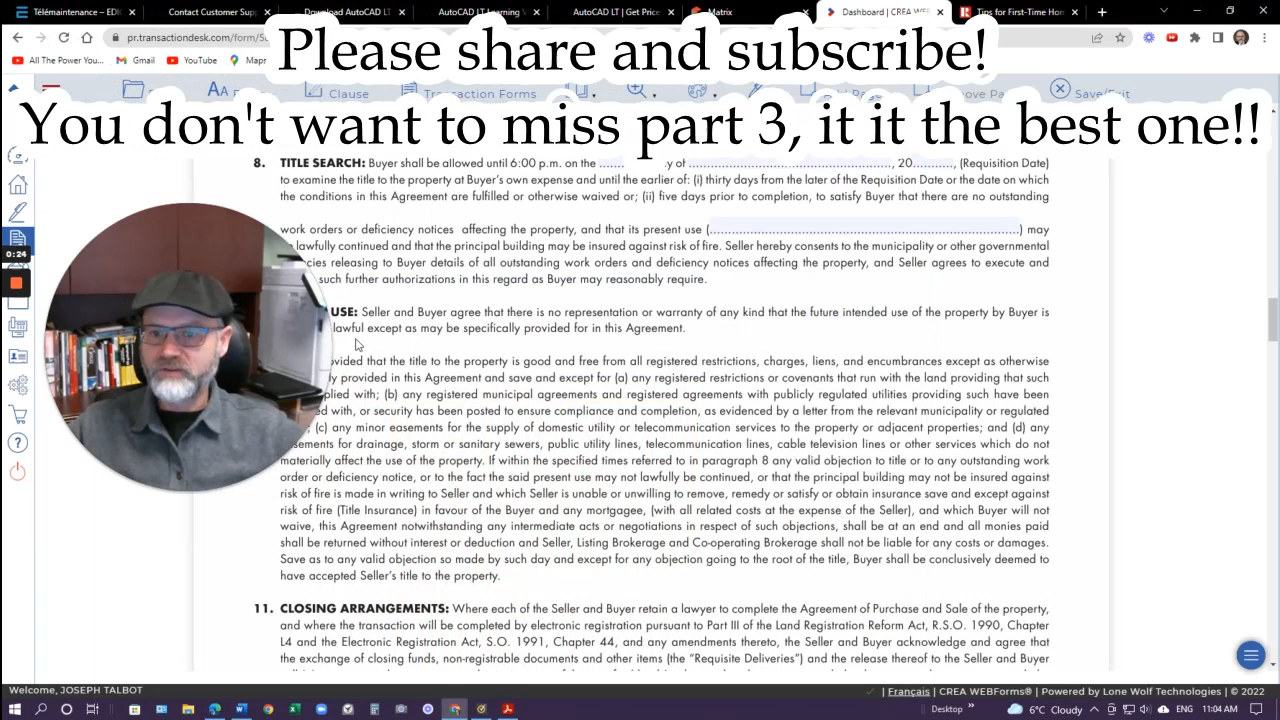 Télémaintenance – EDI
Contact Customer Supp
Download AutoCAD LT
AutoCAD LT Learning V
AutoCAD LT | Get Price
Matrix
Dashboard | CREA WEB
Tips for First-Time Hom
pr.transactiondesk.com/form/5
Please share and subscribe!
All The Power You...
Gmail
YouTube
Maps
Clause
Transaction Forms
Save/Exit
You don't want to miss part 3, it it the best one!!
8. TITLE SEARCH: Buyer shall be allowed until 6:00 p.m. on the ...... y of ............................................, 20..........., (Requisition Date)
to examine the title to the property at Buyer's own expense and until the earlier of: (i) thirty days from the later of the Requisition Date or the date on which
the conditions in this Agreement are fulfilled or otherwise waived or; (ii) five days prior to completion, to satisfy Buyer that there are no outstanding
work orders or deficiency notices affecting the property, and that its present use (....................................................................) may
lawfully continued and that the principal building may be insured against risk of fire. Seller hereby consents to the municipality or other governmental
cies releasing to Buyer details of all outstanding work orders and deficiency notices affecting the property, and Seller agrees to execute and
0:24
such further authorizations in this regard as Buyer may reasonably require.
USE: Seller and Buyer agree that there is no representation or warranty of any kind that the future intended use of the property by Buyer is
lawful except as may be specifically provided for in this Agreement.
ovided that the title to the property is good and free from all registered restrictions, charges, liens, and encumbrances except as otherwise
ly provided in this Agreement and save and except for (a) any registered restrictions or covenants that run with the land providing that such
plied with; (b) any registered municipal agreements and registered agreements with publicly regulated utilities providing such have been
ed with, or security has been posted to ensure compliance and completion, as evidenced by a letter from the relevant municipality or regulated
; (c) any minor easements for the supply of domestic utility or telecommunication services to the property or adjacent properties; and (d) any
sements for drainage, storm or sanitary sewers, public utility lines, telecommunication lines, cable television lines or other services which do not
materially affect the use of the property. If within the specified times referred to in paragraph 8 any valid objection to title or to any outstanding work
order or deficiency notice, or to the fact the said present use may not lawfully be continued, or that the principal building may not be insured against
risk of fire is made in writing to Seller and which Seller is unable or unwilling to remove, remedy or satisfy or obtain insurance save and except against
risk of fire (Title Insurance) in favour of the Buyer and any mortgagee, (with all related costs at the expense of the Seller), and which Buyer will not
waive, this Agreement notwithstanding any intermediate acts or negotiations in respect of such objections, shall be at an end and all monies paid
shall be returned without interest or deduction and Seller, Listing Brokerage and Co-operating Brokerage shall not be liable for any costs or damages.
Save as to any valid objection so made by such day and except for any objection going to the root of the title, Buyer shall be conclusively deemed to
have accepted Seller's title to the property.
11. CLOSING ARRANGEMENTS: Where each of the Seller and Buyer retain a lawyer to complete the Agreement of Purchase and Sale of the property,
and where the transaction will be completed by electronic registration pursuant to Part III of the Land Registration Reform Act, R.S.O. 1990, Chapter
L4 and the Electronic Registration Act, S.O. 1991, Chapter 44, and any amendments thereto, the Seller and Buyer acknowledge and agree that
the exchange of closing funds, non-registrable documents and other items (the "Requisite Deliveries") and the release thereof to the Seller and Buyer
Welcome, JOSEPH TALBOT
| Français | CREA WEBForms® | Powered by Lone Wolf Technologies | © 2022
Desktop
6°C Cloudy
ENG
11:04 AM